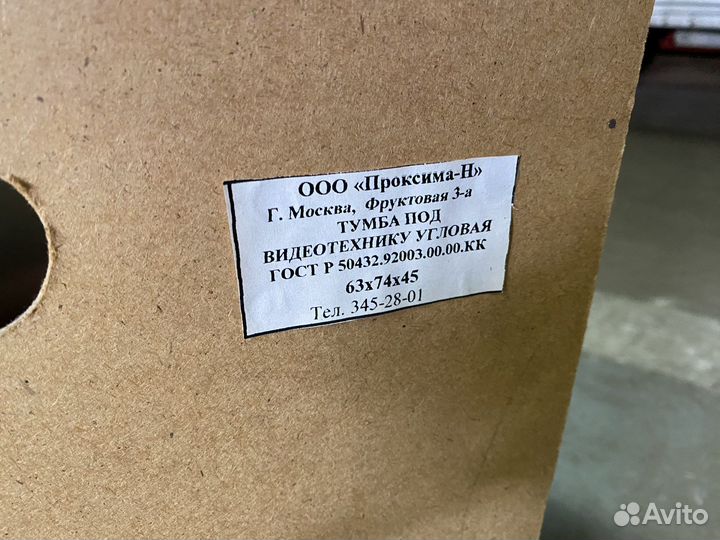 ООО «Проксима-Н»
Г. Москва, Фруктовая 3-а
ТУМБА ПОД
ВИДЕОТЕХНИКУ УГЛОВАЯ
ГОСТ Р 50432.92003.00.00.КК
63х74х45
Тел. 345-28-01
Avito